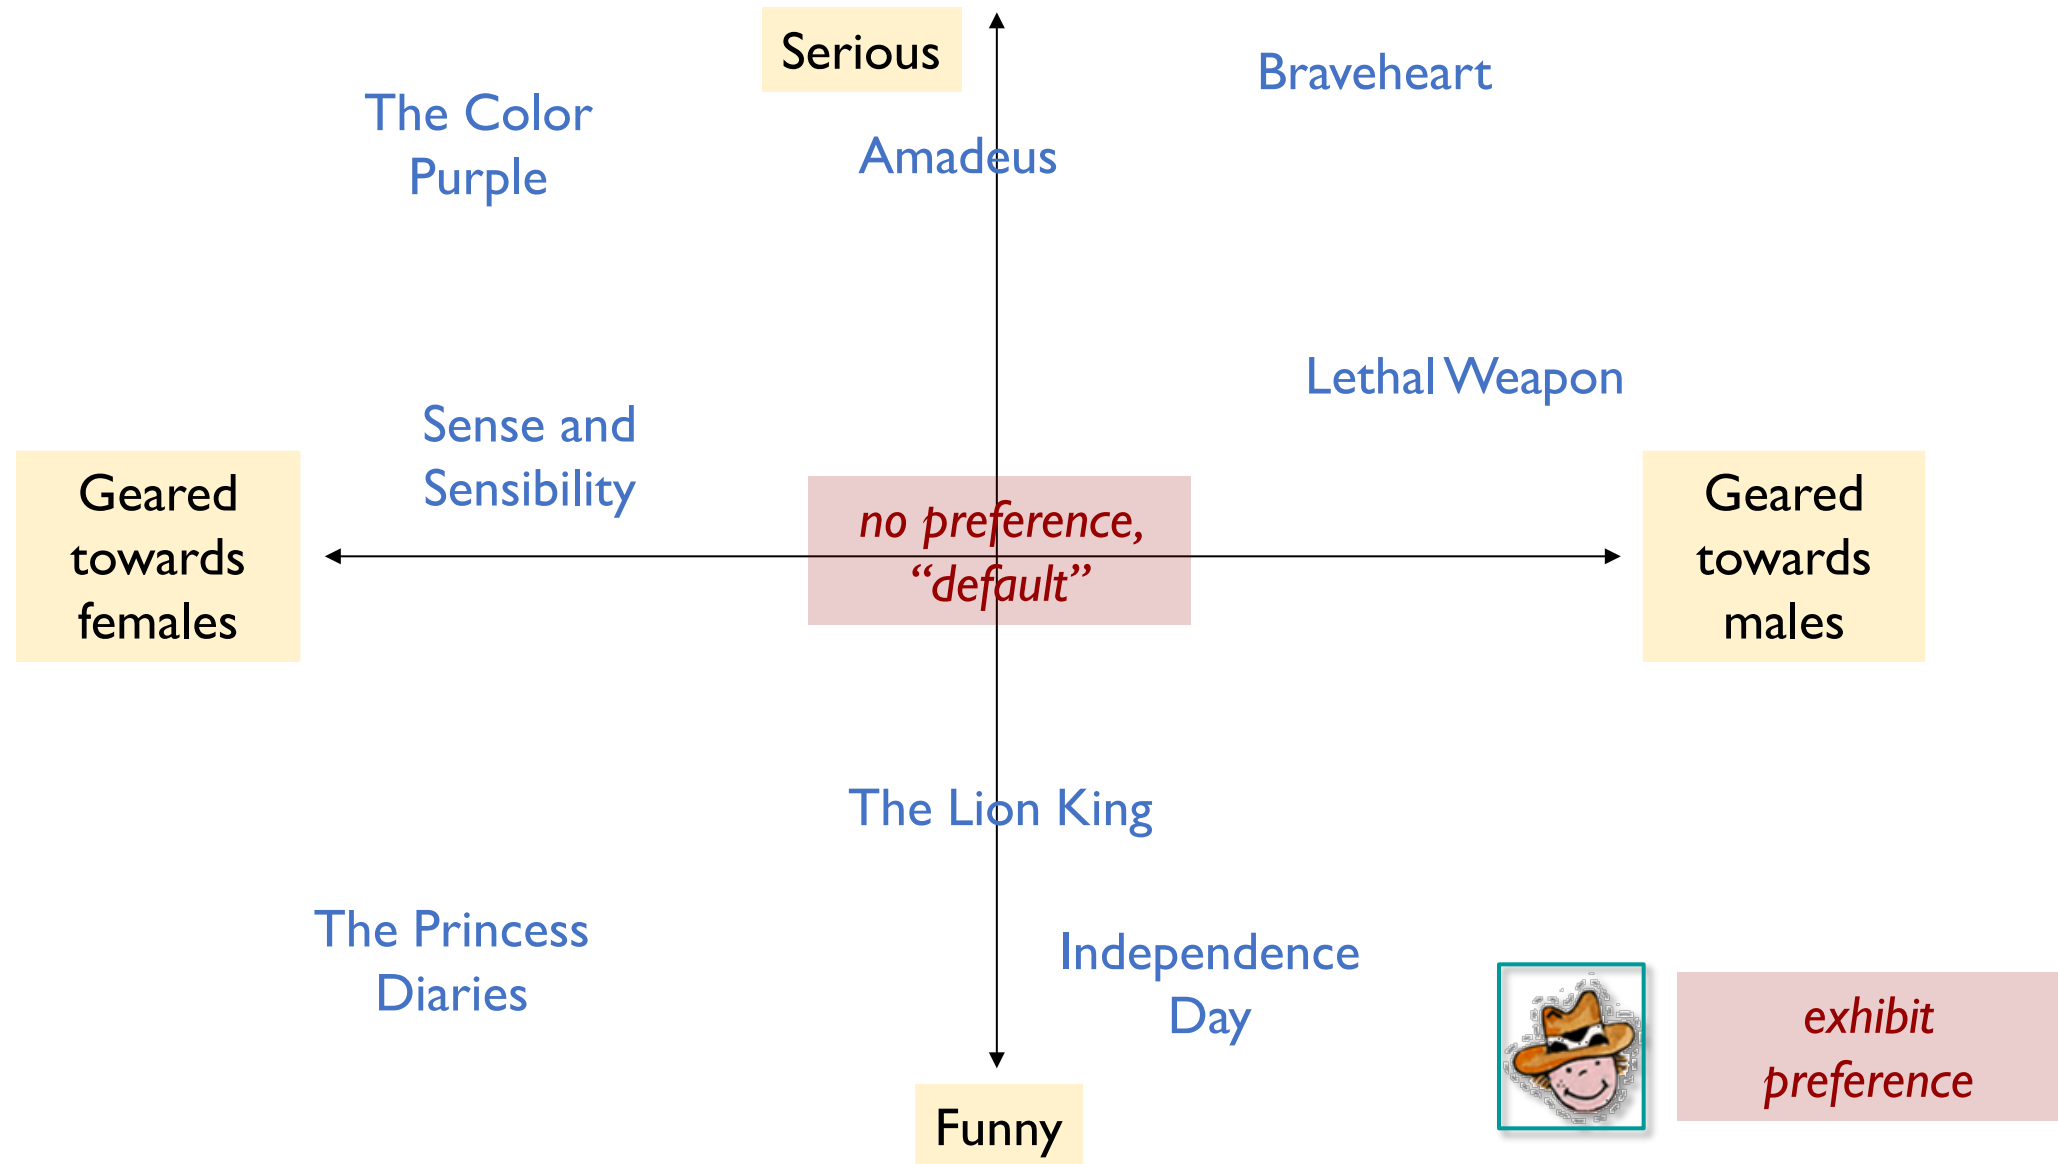 Serious
Braveheart
The Color
Purple
Amadeus
Lethal Weapon
Sense and
Sensibility
Geared
towards
females
no preference,
“default”
Geared
towards
males
The Lion King
The Princess
Diaries
Independence
Day
exhibit
preference
Funny